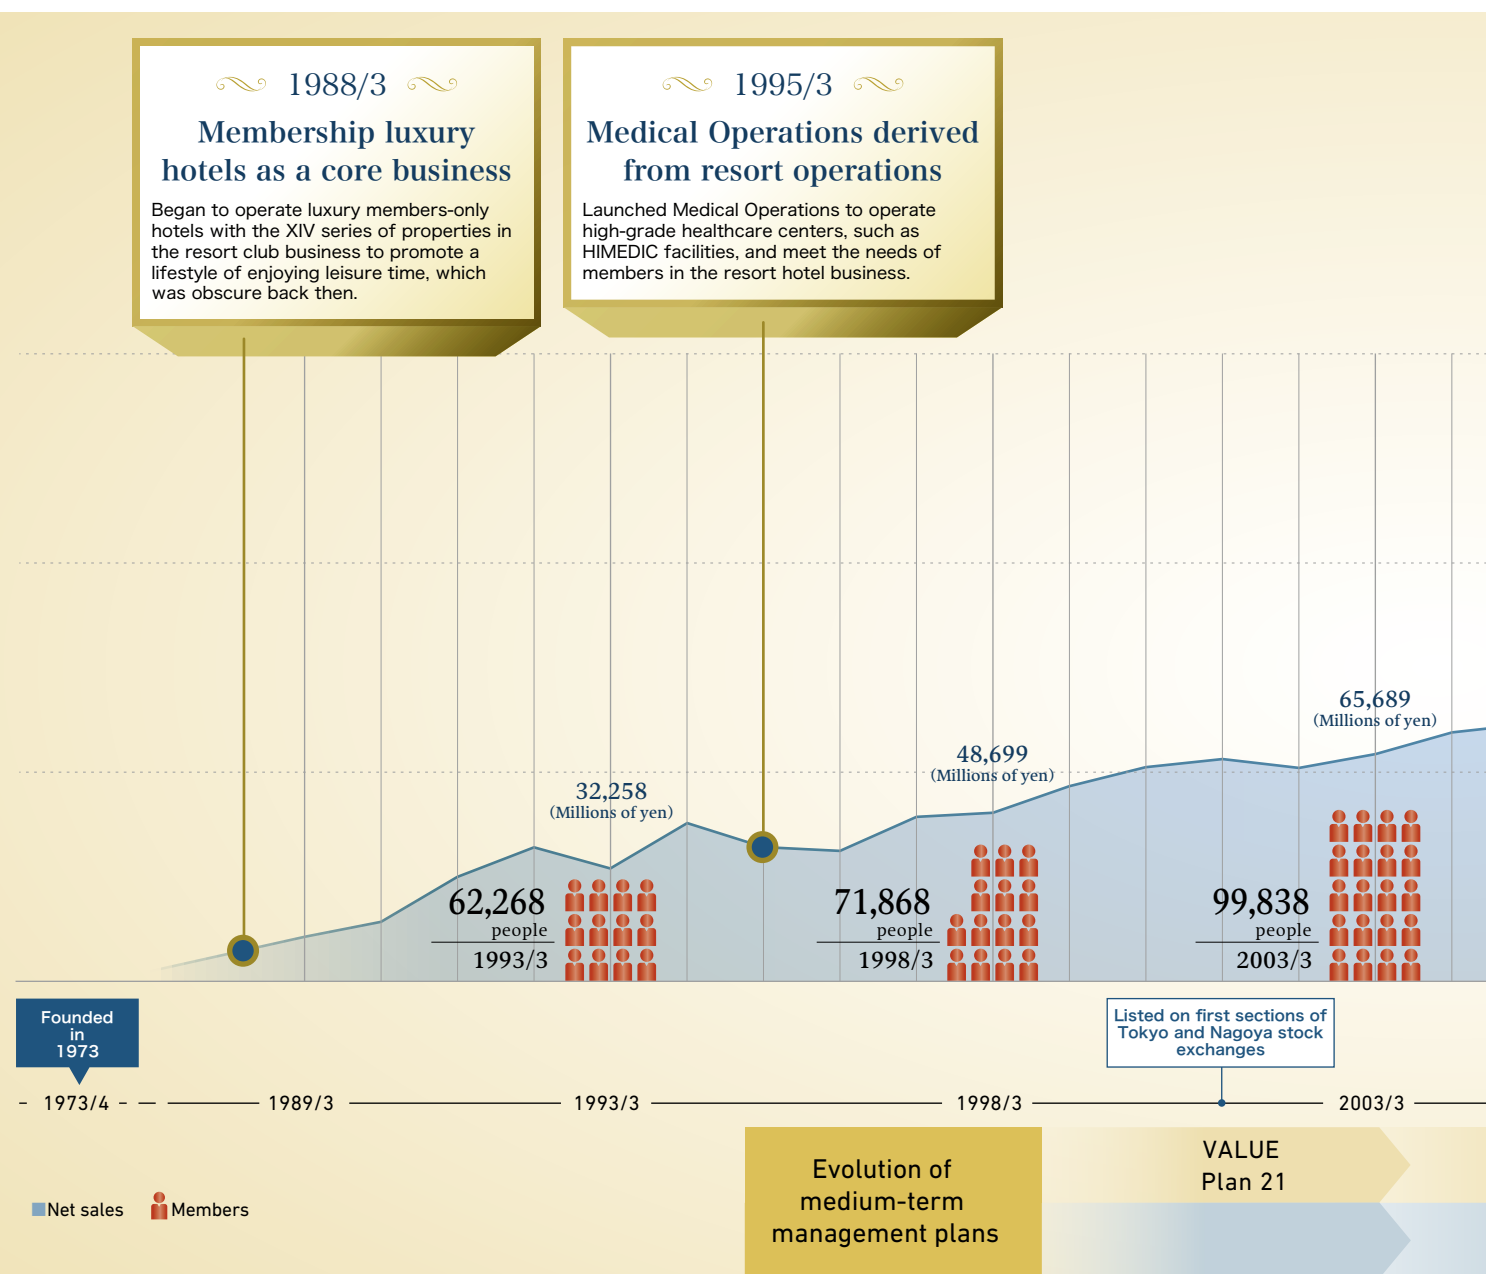 1988/3
Membership luxury
hotels as a core business
Began to operate luxury members-only
hotels with the XIV series of properties in
the resort club business to promote a
lifestyle of enjoying leisure time, which
was obscure back then.
1995/3
Medical Operations derived
from resort operations
Launched Medical Operations to operate
high-grade healthcare centers, such as
HIMEDIC facilities, and meet the needs of
members in the resort hotel business.
32,258
(Millions of yen)
48,699
(Millions of yen)
65,689
(Millions of yen)
62,268
people
1993/3
71,868
people
1998/3
99,838
people
2003/3
Founded
in
1973
Listed on first sections of
Tokyo and Nagoya stock
exchanges
1973/4
1989/3
1993/3
1998/3
2003/3
Evolution of
medium-term
management plans
VALUE
Plan 21
Net sales
Members